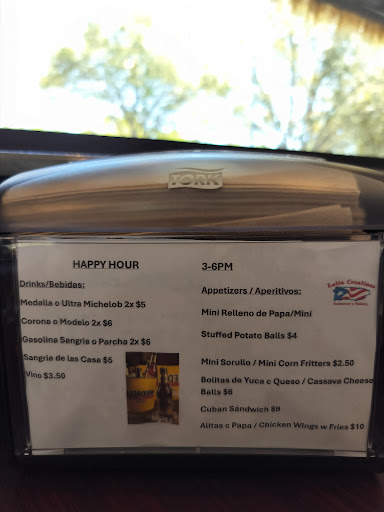 TORK
HAPPY HOUR
3-6PM
Drinks/Bebidas:
Medalla o Ultra Michelob 2x $5
Corona o Modelo 2x $6
Gasolina Sangria o Parcha 2x $6
Sangria de las Casa $5
Vino $3.50
Latin Creations
Appetizers / Aperitivos:
Mini Relleno de Papa/Mini
Stuffed Potato Balls $4
Mini Sorullo / Mini Corn Fritters $2.50
Bolitas de Yuca c Queso / Cassava Cheese
Balls $6
Cuban Sandwich $9
Alitas c Papa / Chicken Wings w Fries $10